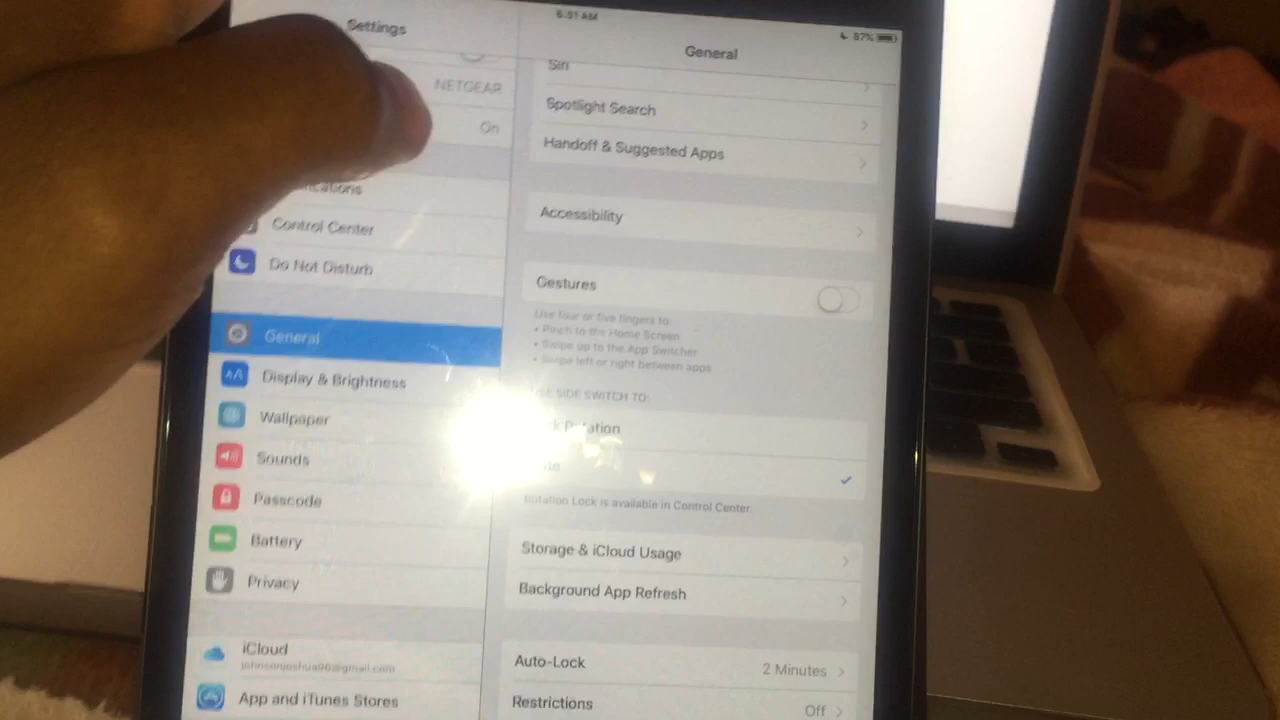 6:51 AM
87%
Settings
General
NETGEAR
On
Control Center
Do Not Disturb
General
Display & Brightness
Wallpaper
Sounds
Passcode
Battery
Privacy
iCloud
johnsonjoshua96@gmail.com
App and iTunes Stores
Siri
Spotlight Search
Handoff & Suggested Apps
Accessibility
Gestures
Use four or five fingers to:
• Pinch to the Home Screen
• Swipe up to the App Switcher
• Swipe left or right between apps
SIDE SWITCH TO:
Rotation Lock is available in Control Center.
Storage & iCloud Usage
Background App Refresh
Auto-Lock
2 Minutes
Restrictions
Off